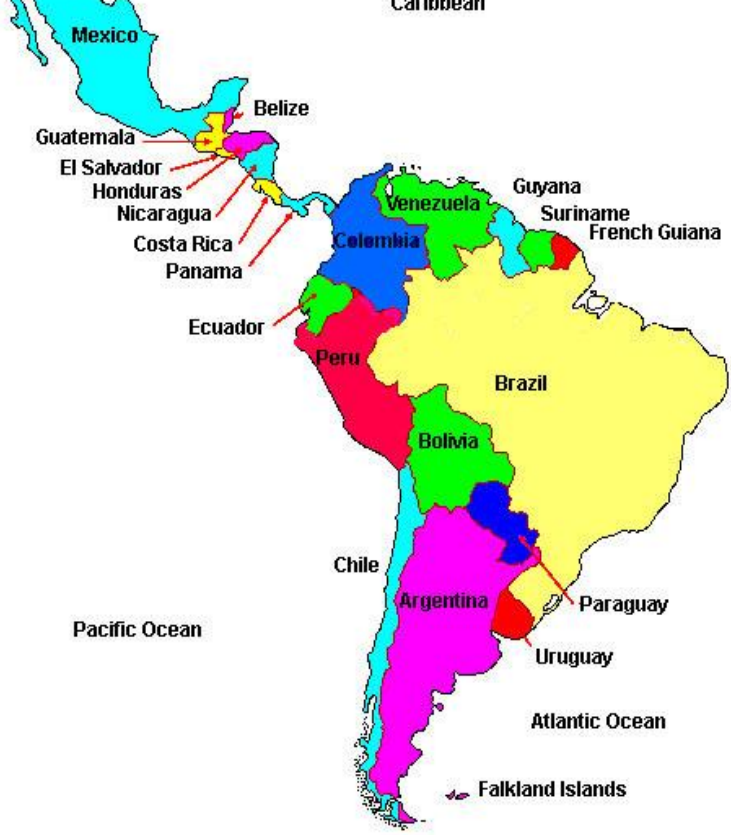 Caribbean
Mexico
Belize
Guatemala
El Salvador
Honduras
Nicaragua
Costa Rica
Panama
Guyana
Venezuela
Suriname
French Guiana
Colombia
Ecuador
Peru
Brazil
Bolivia
Chile
Argentina
Paraguay
Pacific Ocean
Uruguay
Atlantic Ocean
Falkland Islands